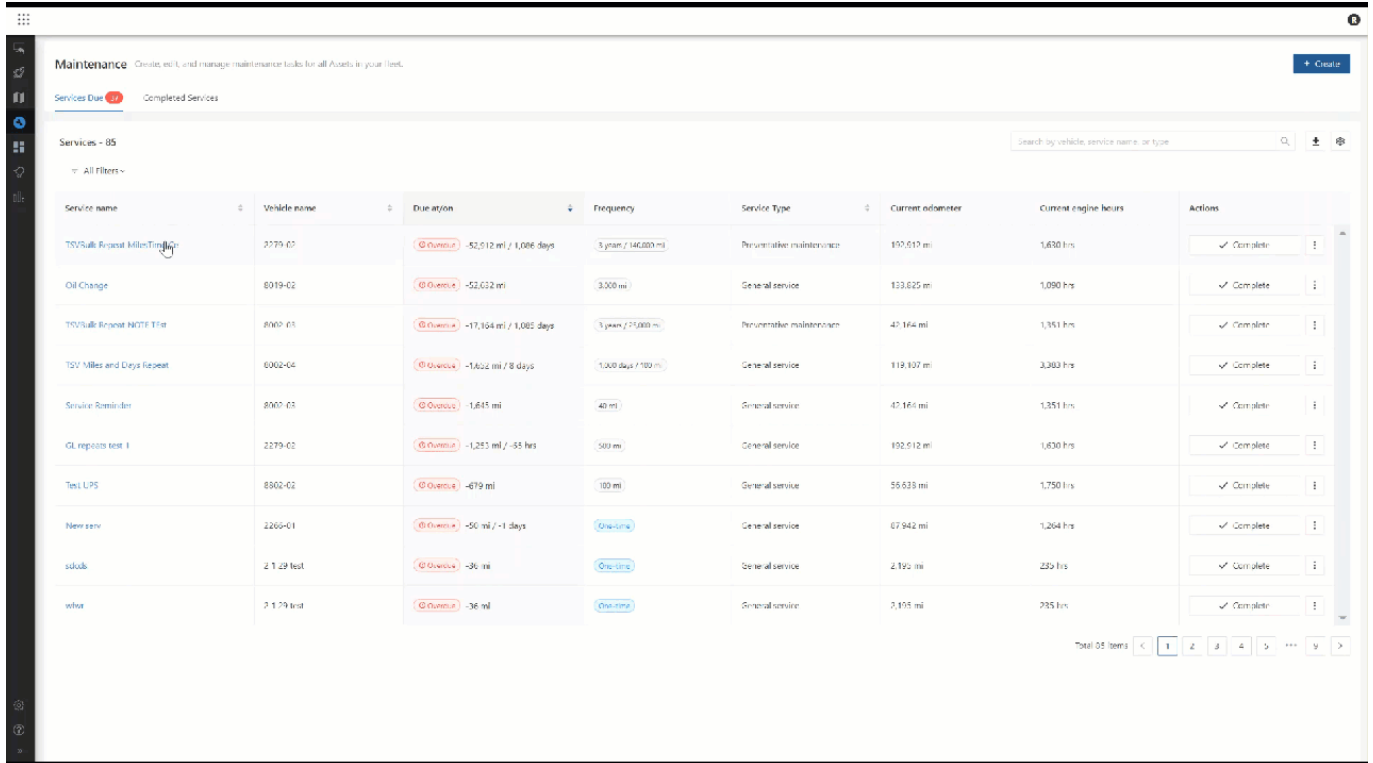 R
Maintenance Create, edit, and manage maintenance tasks for all Assets in your fleet.
+ Create
Services Due
Completed Services
Services - 85
Search by vehicle, service name, or type
All Filters
Service name Vehicle name Due at/on Frequency Service Type Current odometer Current engine hours Actions
TSVBulk Repeat 2279-02 Overdue -52,912 mi / 1,086 days 3 years / 140,000 mi Preventative maintenance 192,912 mi 1,630 hrs Complete
Oil Change 8019-02 Overdue -52,632 mi 3,000 mi General service 133,825 mi 1,090 hrs Complete
TSVBulk Repeat NOTE TEst 8002-03 Overdue -17,164 mi / 1,085 days 3 years / 25,000 mi Preventative maintenance 42,164 mi 1,351 hrs Complete
TSV Miles and Days Repeat 8002-04 Overdue -1,652 mi / 8 days 1,000 days / 100 mi General service 119,107 mi 3,383 hrs Complete
Service Reminder 8002-03 Overdue -1,645 mi 40 mi General service 42,164 mi 1,351 hrs Complete
GL repeats test 1 2279-02 Overdue -1,253 mi / -55 hrs 500 mi General service 192,912 mi 1,630 hrs Complete
Test UPS 8802-02 Overdue -679 mi 100 mi General service 56,633 mi 1,750 hrs Complete
New serv 2266-01 Overdue -50 mi / -1 days One-time General service 67,942 mi 1,264 hrs Complete
sdcds 2 1 29 test Overdue -36 mi One-time General service 2,195 mi 235 hrs Complete
2 1 29 test Overdue -36 mi One-time General service 2,195 mi 235 hrs Complete
Total 85 items < 1 2 3 4 5 ••• 9 >